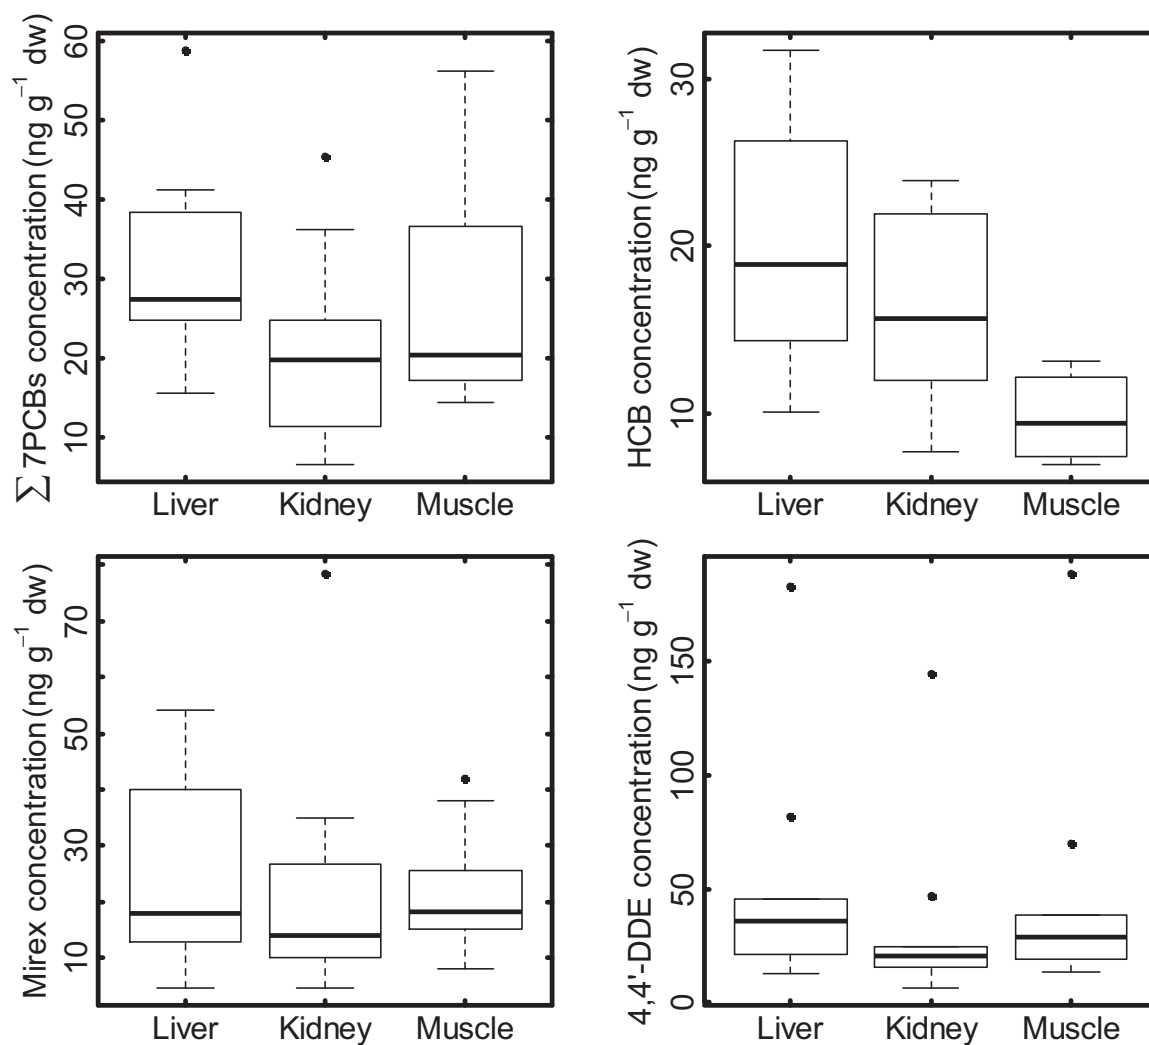 ∑ 7PCBs concentration (ng g⁻¹ dw)
60
50
40
30
20
10
Liver Kidney Muscle
HCB concentration (ng g⁻¹ dw)
30
20
10
Liver Kidney Muscle
Mirex concentration (ng g⁻¹ dw)
70
50
30
10
Liver Kidney Muscle
4,4'-DDE concentration (ng g⁻¹ dw)
150
100
50
0
Liver Kidney Muscle